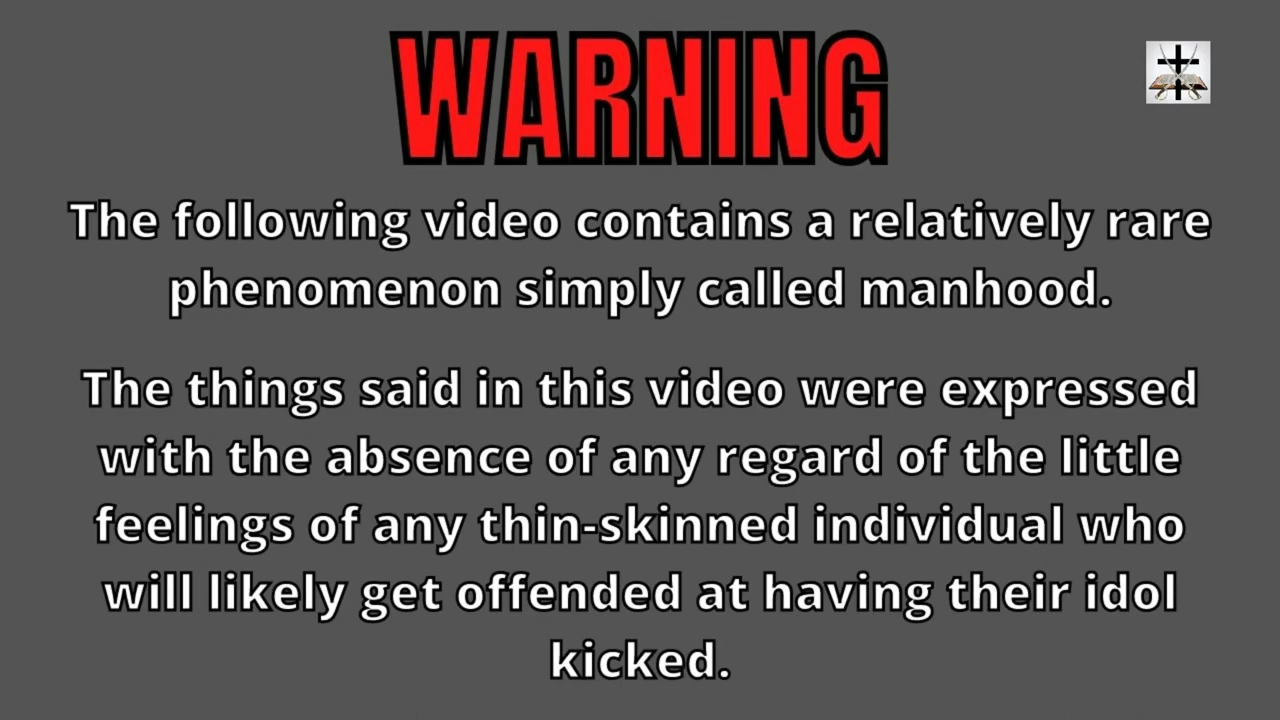 WARNING
The following video contains a relatively rare
phenomenon simply called manhood.
The things said in this video were expressed
with the absence of any regard of the little
feelings of any thin-skinned individual who
will likely get offended at having their idol
kicked.